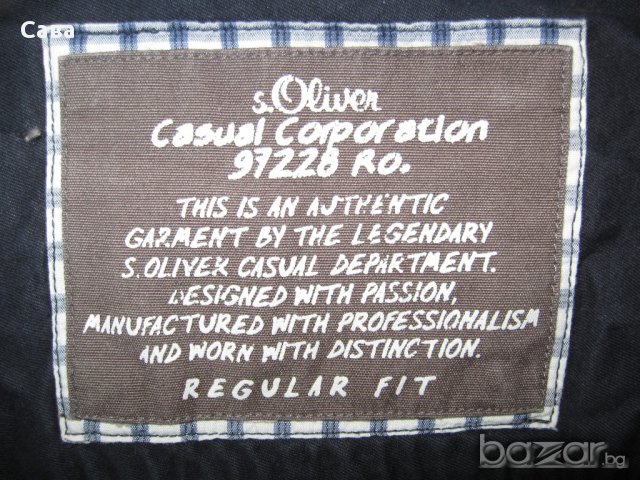 Сава
s.Oliver
Casual Corporation
97228 Ro.
THIS IS AN AUTHENTIC
GARMENT BY THE LEGENDARY
S.OLIVER CASUAL DEPARTMENT.
DESIGNED WITH PASSION,
MANUFACTURED WITH PROFESSIONALISM
AND WORN WITH DISTINCTION.
REGULAR FIT
bazar.bg